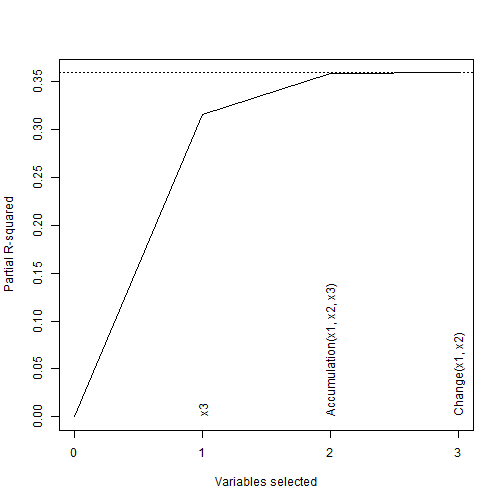 Partial R-squared
0.35
0.30
0.25
0.20
0.15
0.10
0.05
0.00
x3
Accumulation(x1, x2, x3)
Change(x1, x2)
0
1
2
3
Variables selected